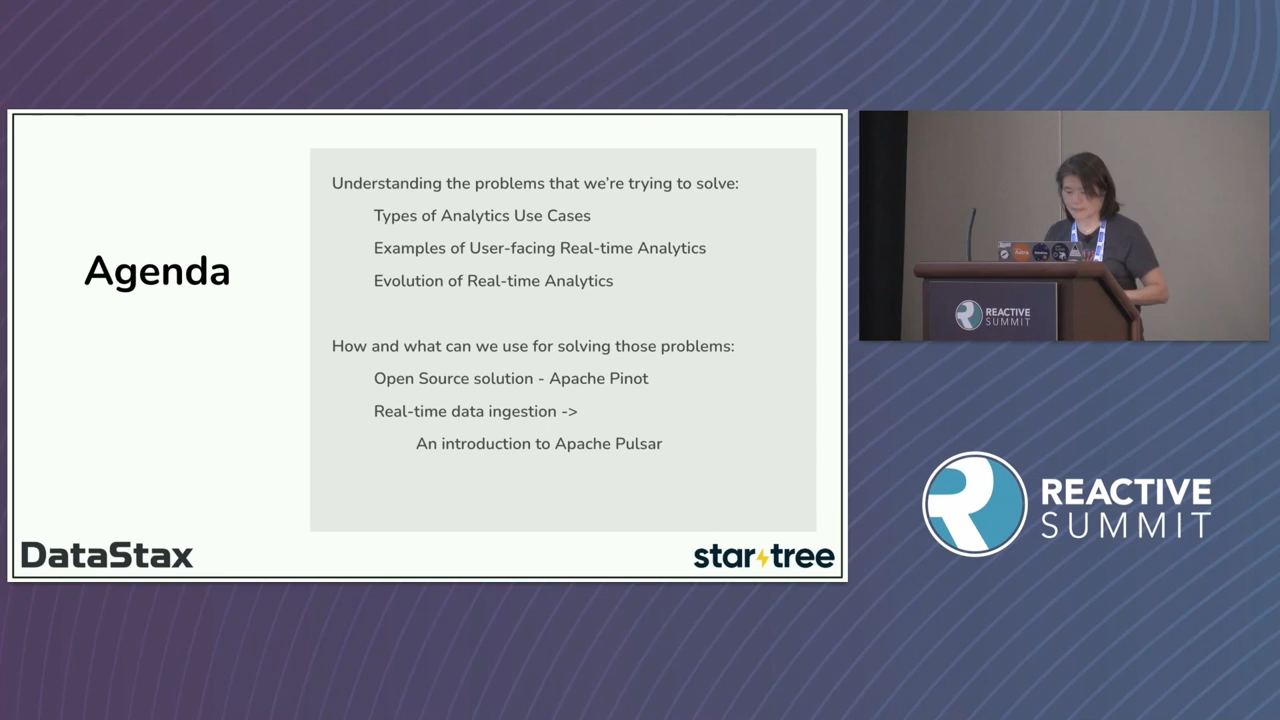 Agenda
Understanding the problems that we're trying to solve:
Types of Analytics Use Cases
Examples of User-facing Real-time Analytics
Evolution of Real-time Analytics
How and what can we use for solving those problems:
Open Source solution - Apache Pinot
Real-time data ingestion ->
An introduction to Apache Pulsar
DataStax
star tree
REACTIVE
SUMMIT
REACTIVE
SUMMIT